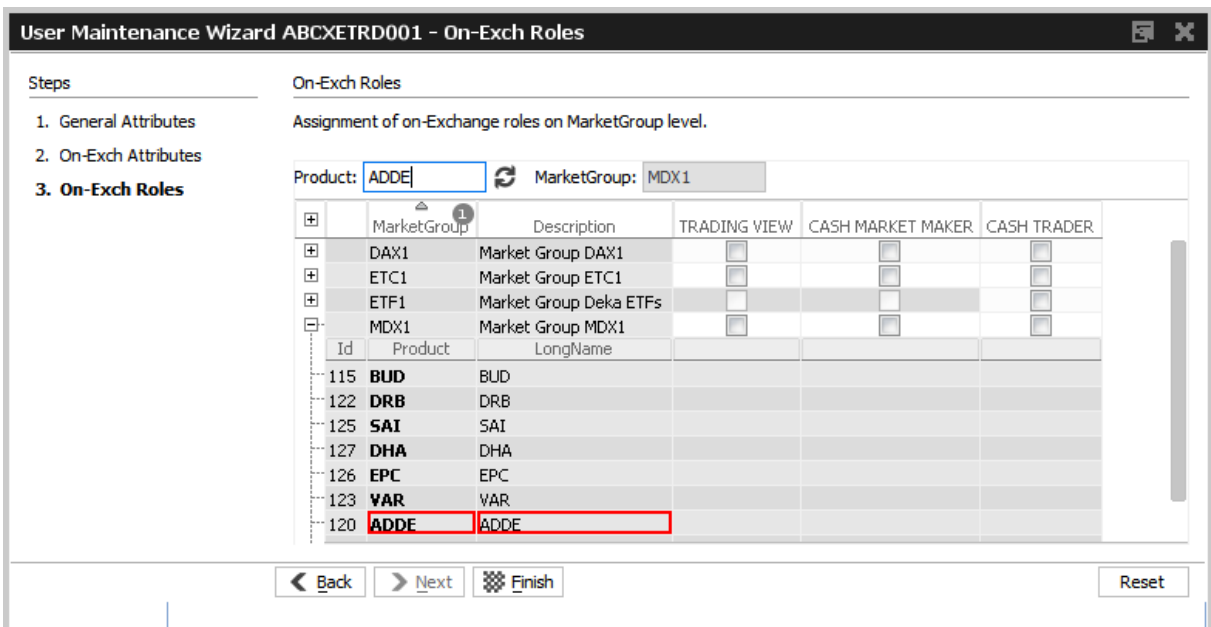 User Maintenance Wizard ABCXETRD001 - On-Exch Roles
Steps
1. General Attributes
2. On-Exch Attributes
3. On-Exch Roles
On-Exch Roles
Assignment of on-Exchange roles on MarketGroup level.
Product: ADDE MarketGroup: MDX1
MarketGroup 1 Description TRADING VIEW CASH MARKET MAKER CASH TRADER
DAX1 Market Group DAX1
ETC1 Market Group ETC1
ETF1 Market Group Deka ETFs
MDX1 Market Group MDX1
Id Product LongName
115 BUD BUD
122 DRB DRB
125 SAI SAI
127 DHA DHA
126 EPC EPC
123 VAR VAR
120 ADDE ADDE
Back Next Finish Reset